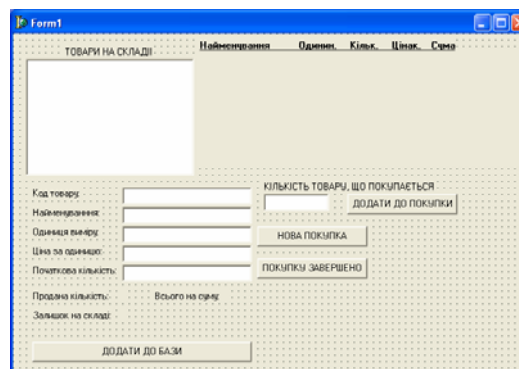 Form1
ТОВАРИ НА СКЛАДІ
Найменування Одиниц. Кільк. Цінаж. Сума
Код товару:
Найменування:
Одиниця виміру:
Ціна за одиницю:
Початкова кількість:
Продана кількість: Всього на суму:
Залишок на складі:
ДОДАТИ ДО БАЗИ
КІЛЬКІСТЬ ТОВАРУ, ЩО ПОКУПАЄТЬСЯ
ДОДАТИ ДО ПОКУПКИ
НОВА ПОКУПКА
ПОКУПКУ ЗАВЕРШЕНО